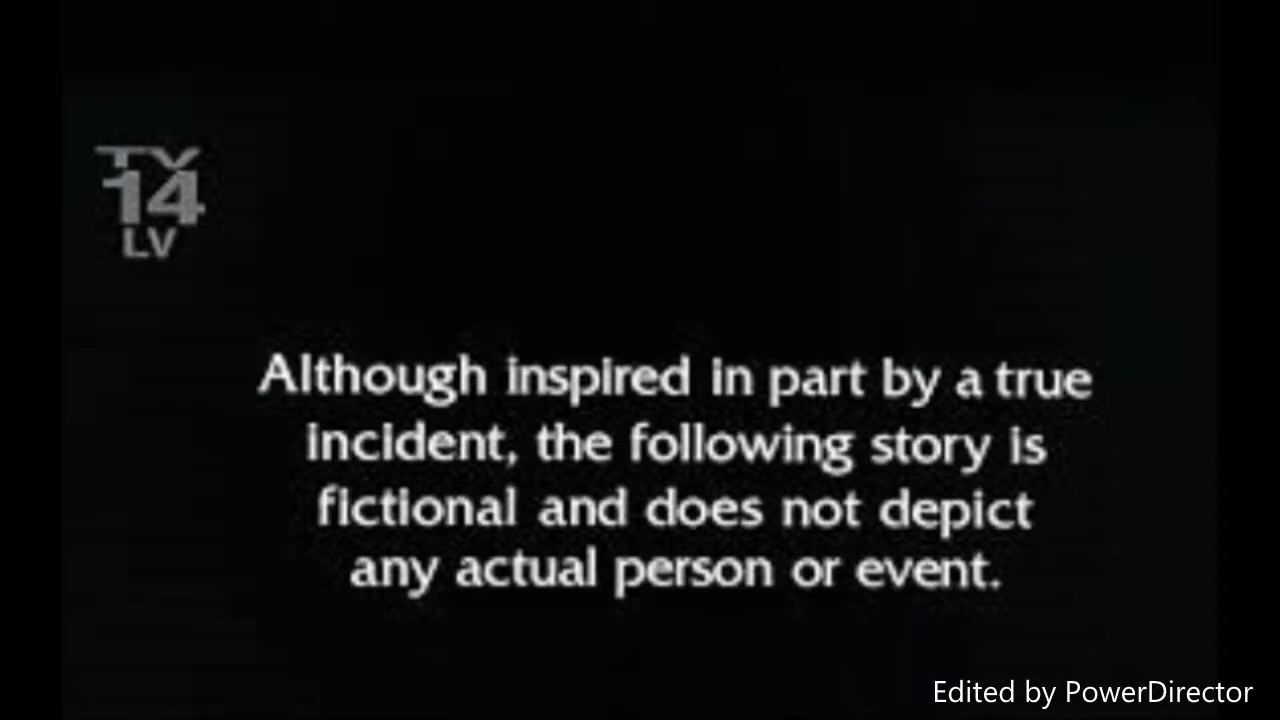 TV
14
LV
Although inspired in part by a true
incident, the following story is
fictional and does not depict
any actual person or event.
Edited by PowerDirector